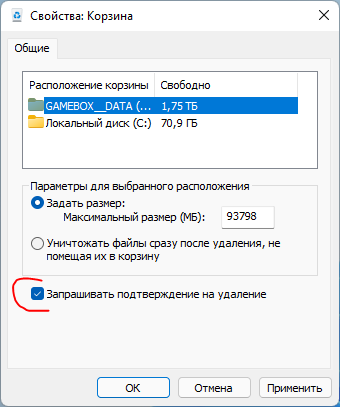 Свойства: Корзина
Общие
Расположение корзины Свободно
GAMEBOX__DATA (... 1,75 ТБ
Локальный диск (C:) 70,9 ГБ
Параметры для выбранного расположения
Задать размер:
Максимальный размер (МБ): 93798
Уничтожать файлы сразу после удаления, не
помещая их в корзину
Запрашивать подтверждение на удаление
ОК Отмена Применить